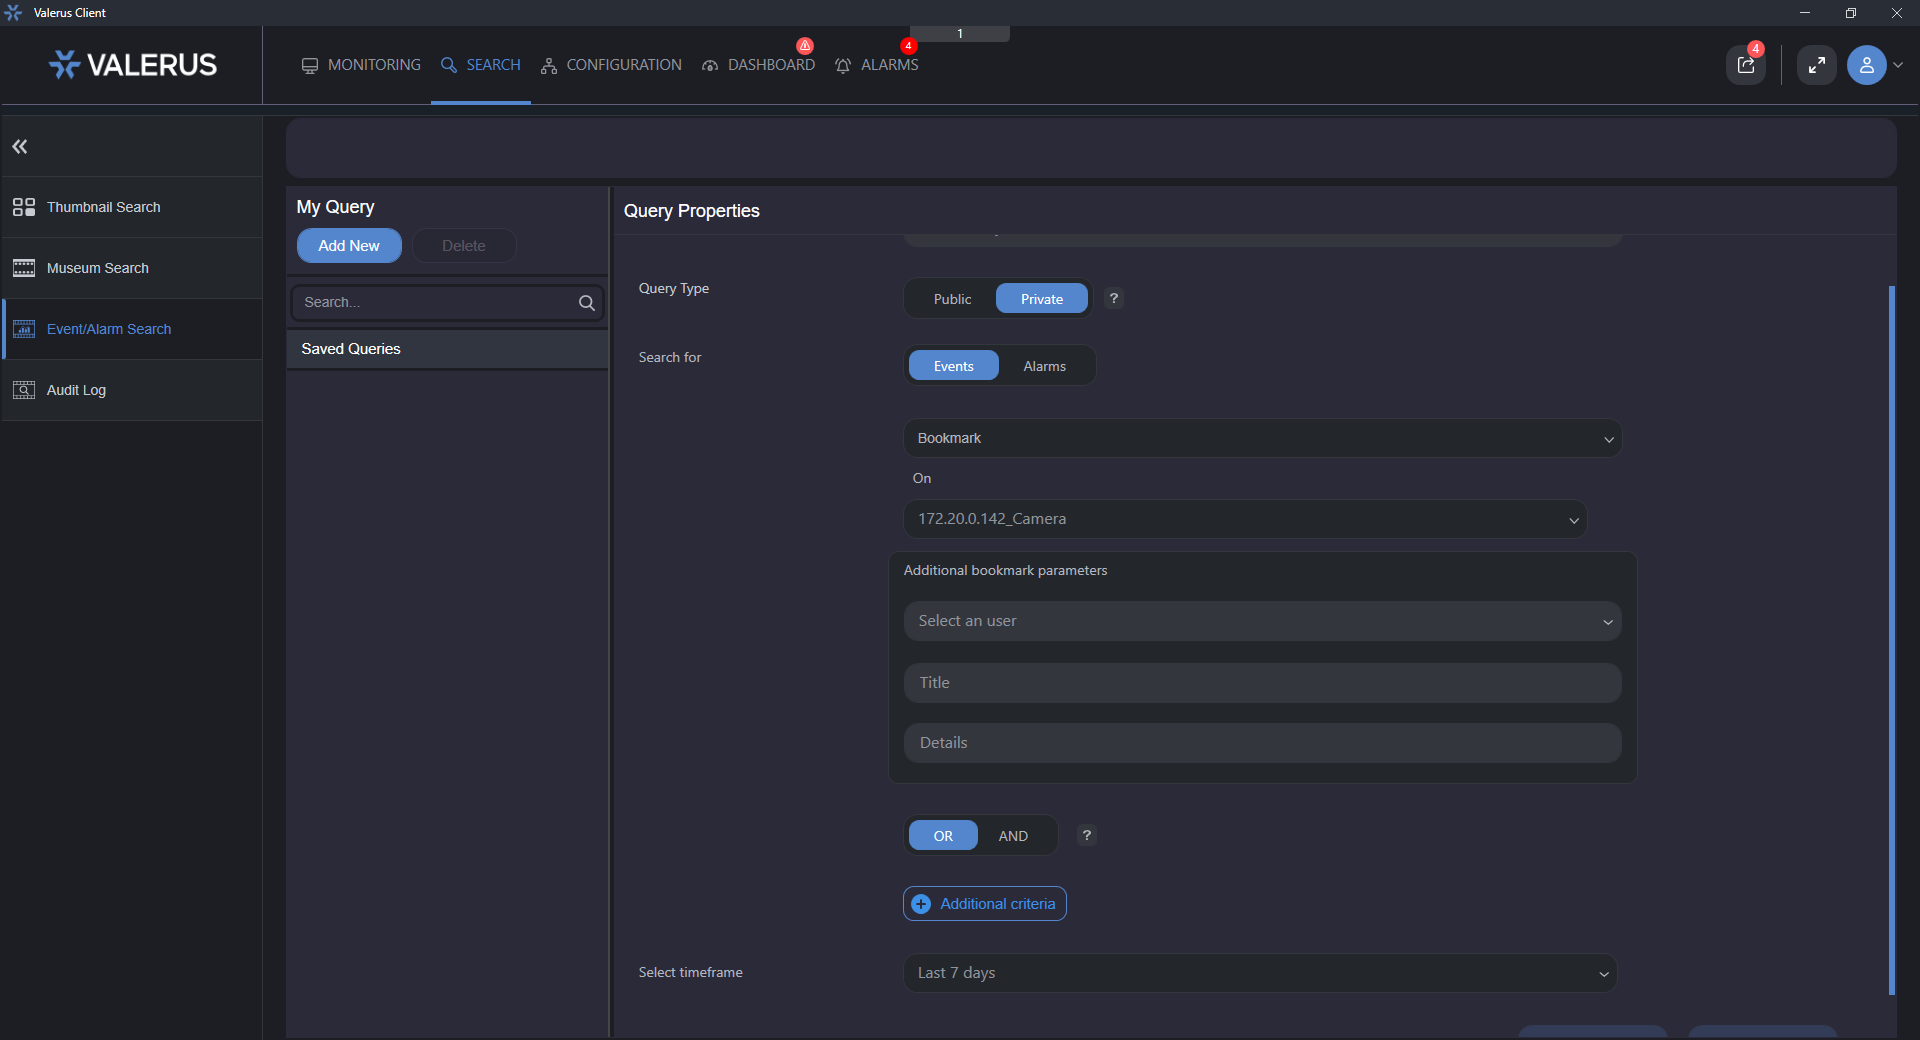 Valerus Client
1
VALERUS
MONITORING
SEARCH
CONFIGURATION
DASHBOARD
4
ALARMS
4
Thumbnail Search
Museum Search
Event/Alarm Search
Audit Log
My Query
Add New
Delete
Search...
Saved Queries
Query Properties
Query Type
Public
Private
?
Search for
Events
Alarms
Bookmark
On
172.20.0.142_Camera
Additional bookmark parameters
Select an user
Title
Details
OR
AND
?
Additional criteria
Select timeframe
Last 7 days